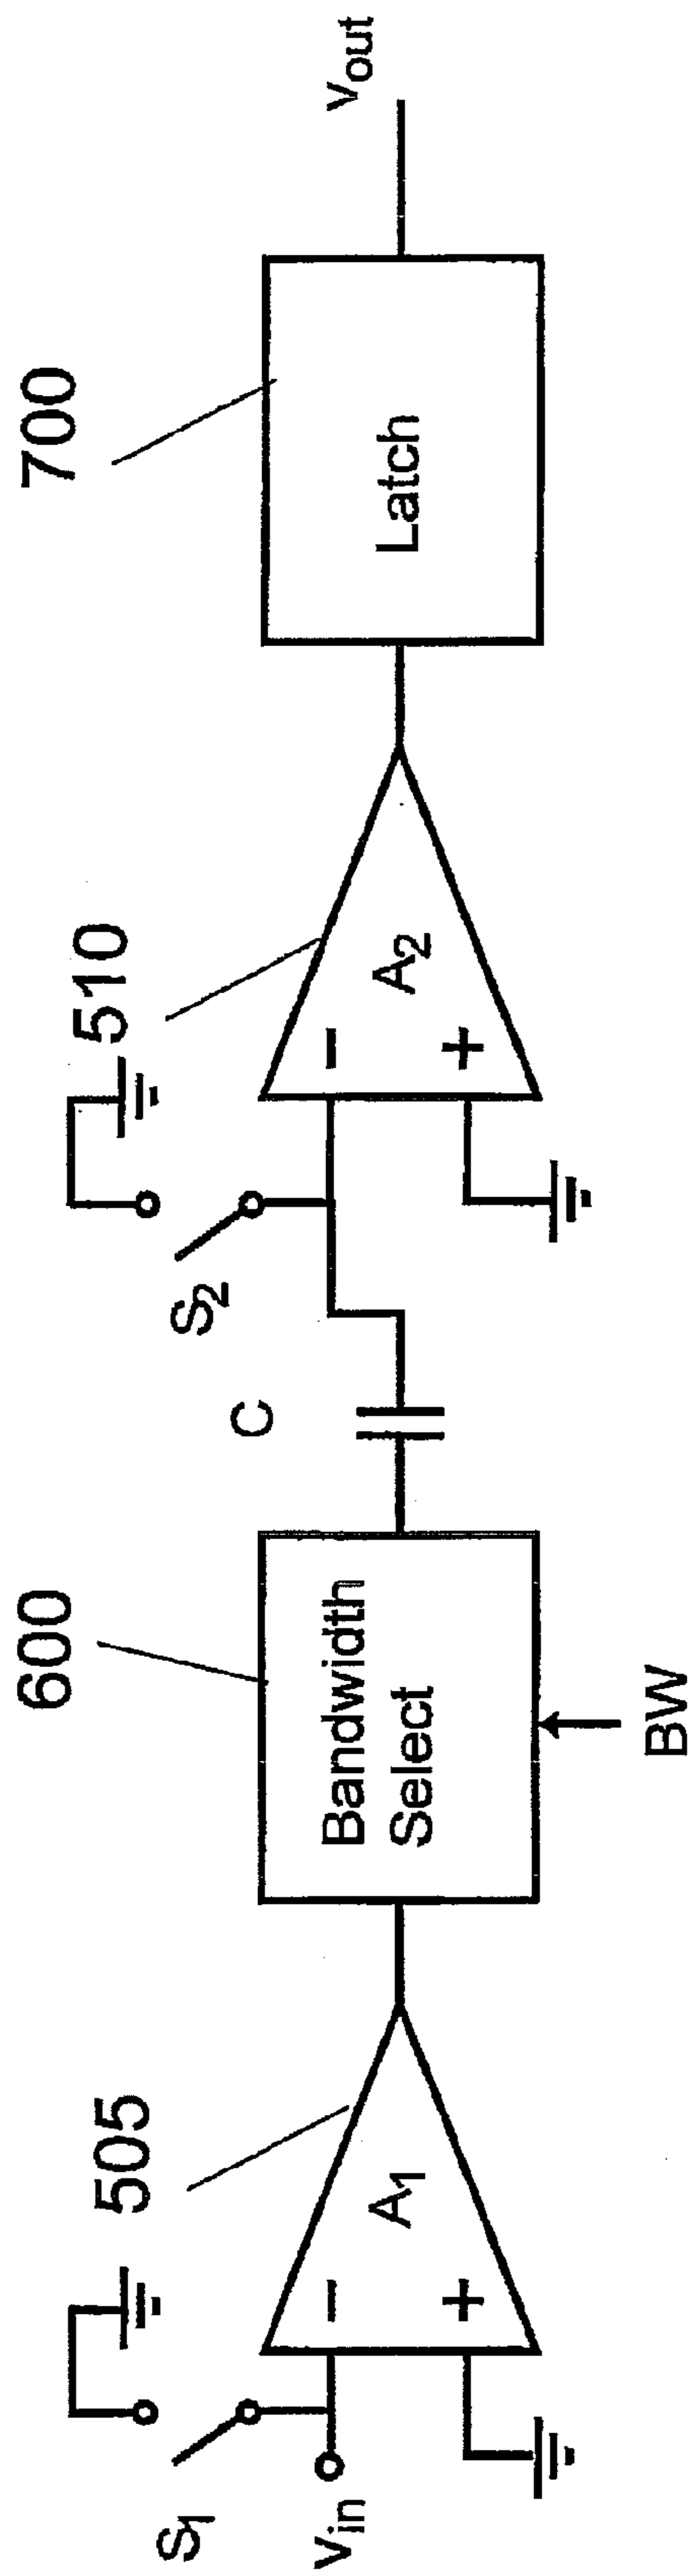 505
600
510
700
S1
vin
−
+
A1
Bandwidth
Select
BW
C
S2
−
+
A2
Latch
vout